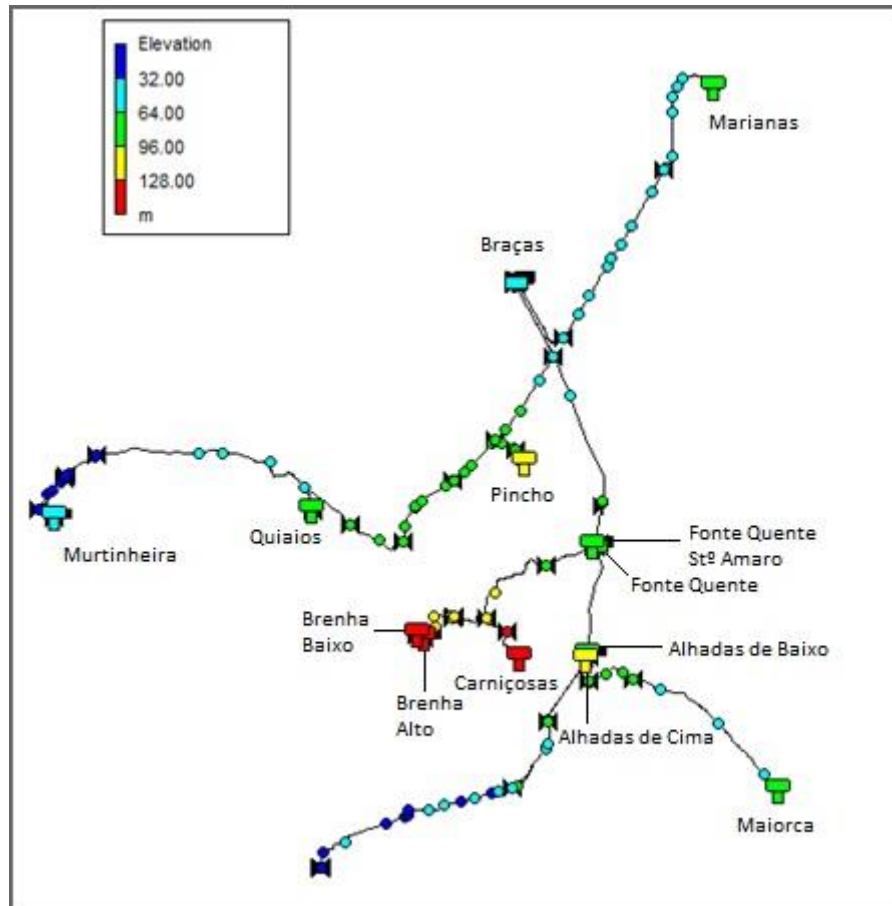 Elevation
32.00
64.00
96.00
128.00
m
Marianas
Braças
Pincho
Quiaios
Murtinheira
Fonte Quente
Stº Amaro
Fonte Quente
Brenha
Baixo
Brenha
Alto
Carniçosas
Alhadas de Baixo
Alhadas de Cima
Maiorca